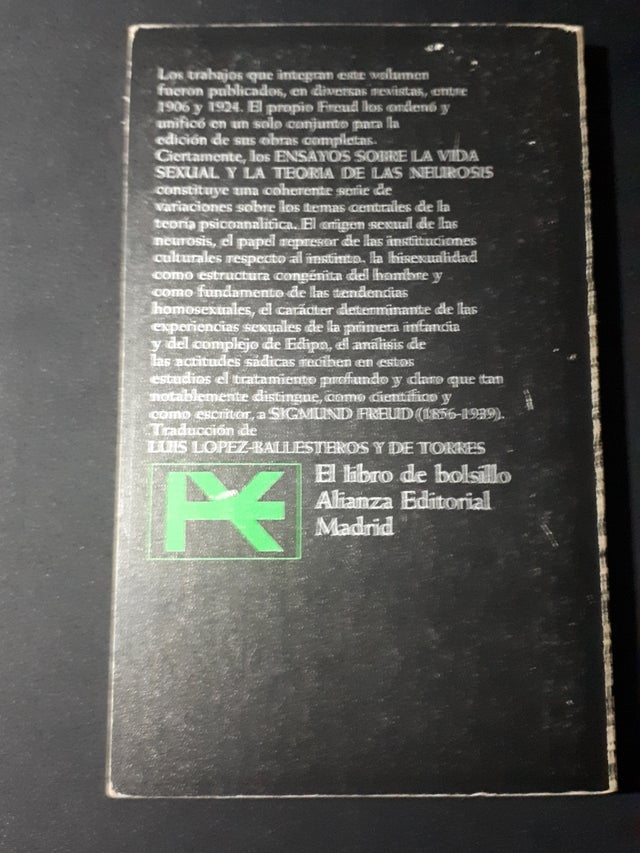 Los trabajos que integran este volumen
fueron publicados, en diversas revistas, entre
1906 y 1924. El propio Freud los ordenó y
unificó en un solo conjunto para la
edición de sus obras completas.
Ciertamente, los ENSAYOS SOBRE LA VIDA
SEXUAL Y LA TEORIA DE LAS NEUROSIS
constituye una coherente serie de
variaciones sobre los temas centrales de la
teoría psicoanalítica. El origen sexual de las
neurosis, el papel represor de las instituciones
culturales respecto al instinto, la bisexualidad
como estructura congénita del hombre y
como fundamento de las tendencias
homosexuales, el carácter determinante de las
experiencias sexuales de la primera infancia
y del complejo de Edipo, el análisis de
las actitudes sádicas reciben en estos
estudios el tratamiento profundo y claro que tan
notablemente distingue, como científico y
como escritor, a SIGMUND FREUD (1856-1939).
Traducción de
LUIS LOPEZ-BALLESTEROS Y DE TORRES
El libro de bolsillo
Alianza Editorial
Madrid